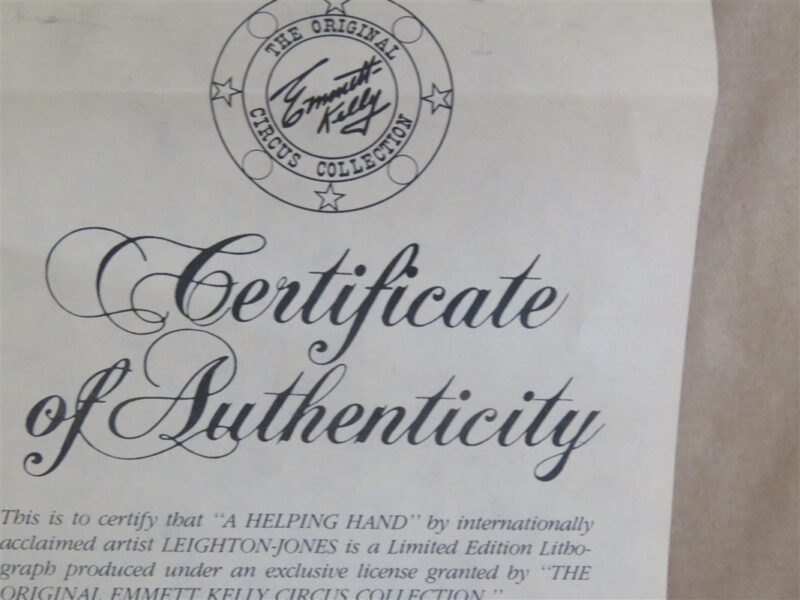 THE ORIGINAL
Emmett
Kelly
CIRCUS COLLECTION
Certificate
of Authenticity
This is to certify that "A HELPING HAND" by internationally
acclaimed artist LEIGHTON-JONES is a Limited Edition Litho-
graph produced under an exclusive license granted by "THE
ORIGINAL EMMETT KELLY CIRCUS COLLECTION."